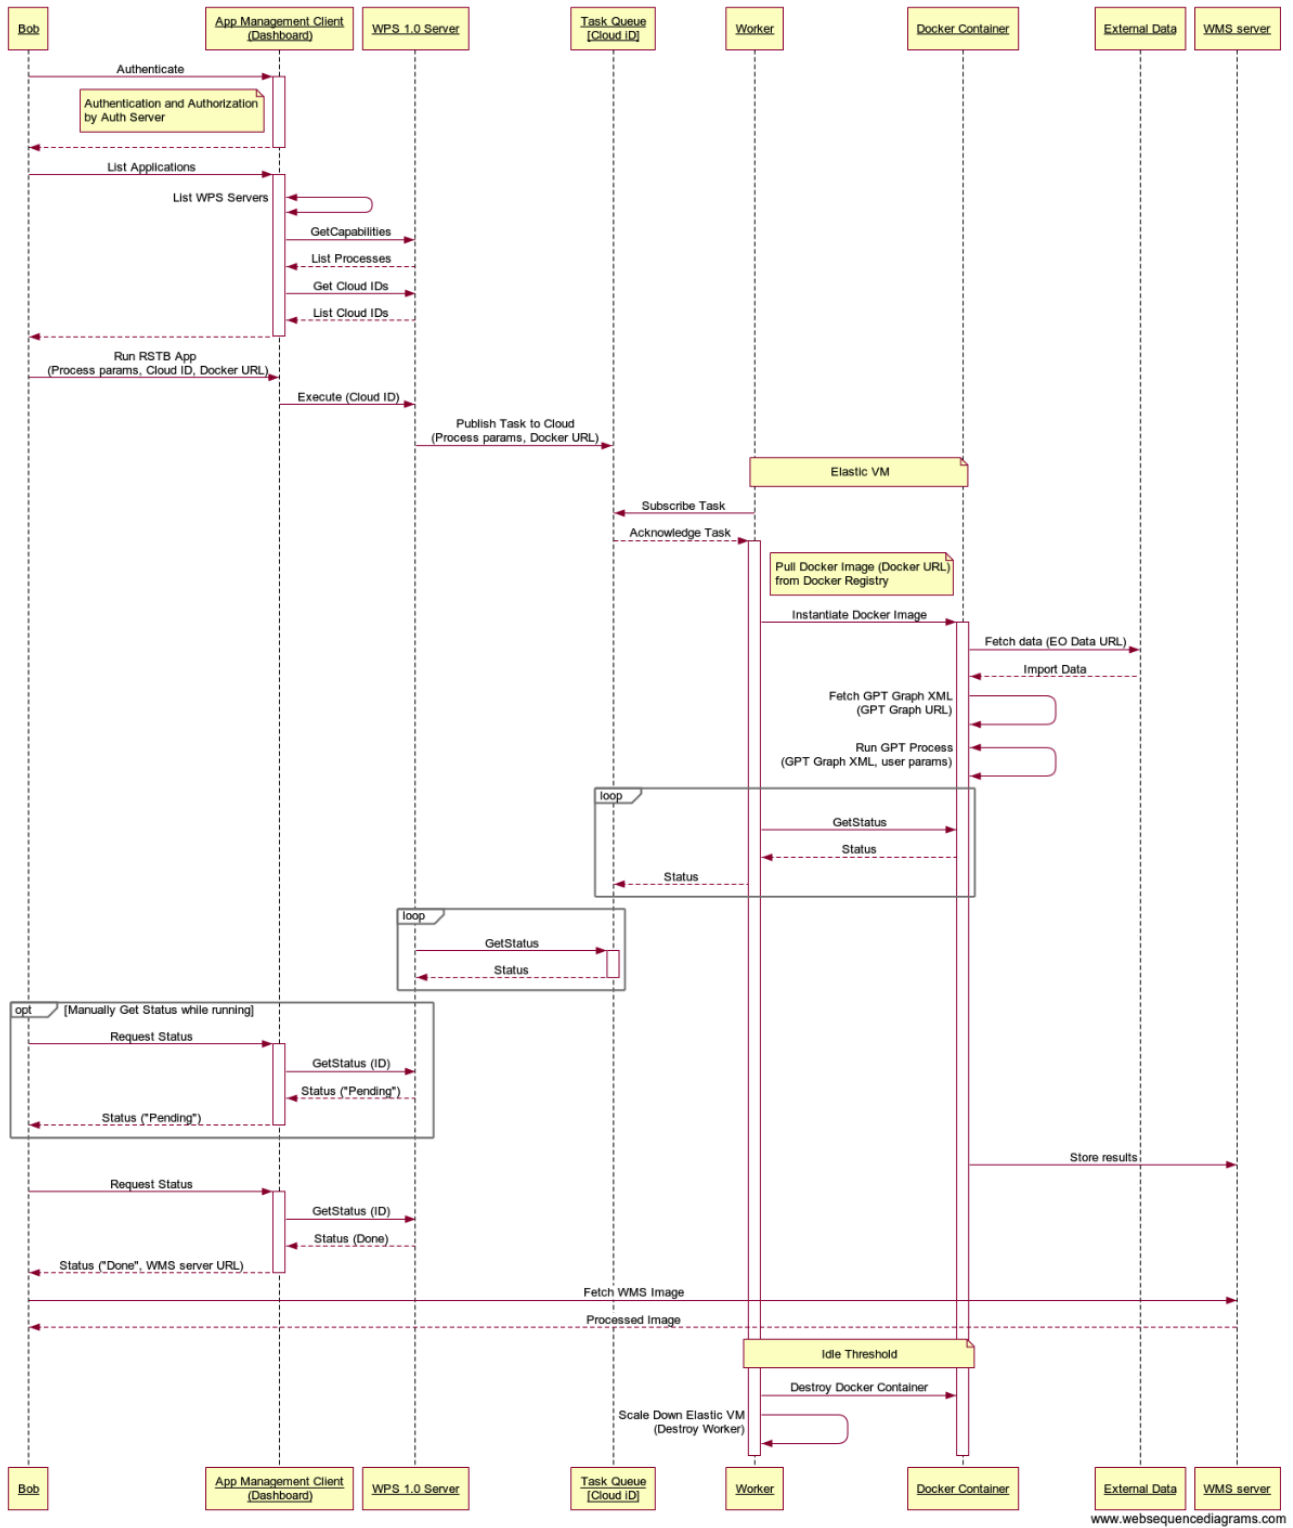 Bob
App Management Client
(Dashboard)
WPS 1.0 Server
Task Queue
[Cloud iD]
Worker
Docker Container
External Data
WMS server
Authenticate
Authentication and Authorization
by Auth Server
List Applications
List WPS Servers
GetCapabilities
List Processes
Get Cloud IDs
List Cloud IDs
Run RSTB App
(Process params, Cloud ID, Docker URL)
Execute (Cloud ID)
Publish Task to Cloud
(Process params, Docker URL)
Elastic VM
Subscribe Task
Acknowledge Task
Pull Docker Image (Docker URL)
from Docker Registry
Instantiate Docker Image
Fetch data (EO Data URL)
Import Data
Fetch GPT Graph XML
(GPT Graph URL)
Run GPT Process
(GPT Graph XML, user params)
loop
GetStatus
Status
Status
loop
GetStatus
Status
opt
[Manually Get Status while running]
Request Status
GetStatus (ID)
Status ("Pending")
Status ("Pending")
Store results
Request Status
GetStatus (ID)
Status (Done)
Status ("Done", WMS server URL)
Fetch WMS Image
Processed Image
Idle Threshold
Destroy Docker Container
Scale Down Elastic VM
(Destroy Worker)
Bob
App Management Client
(Dashboard)
WPS 1.0 Server
Task Queue
[Cloud iD]
Worker
Docker Container
External Data
WMS server
www.websequencediagrams.com